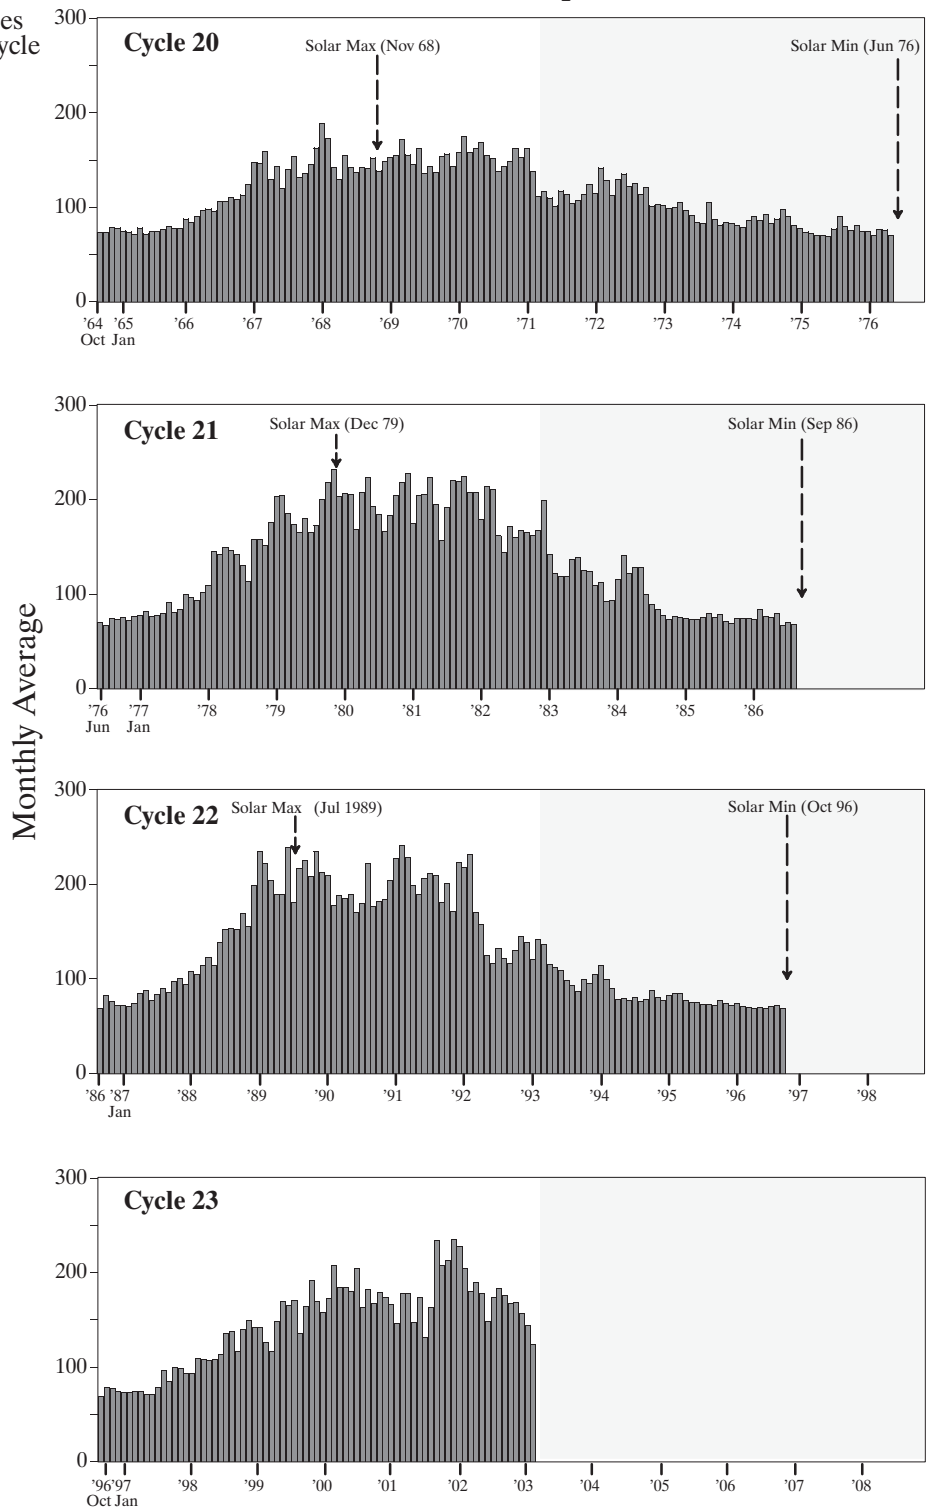 es
ycle
300
Cycle 20
Solar Max (Nov 68)
Solar Min (Jun 76)
200
100
0
’64 ’65 ’66 ’67 ’68 ’69 ’70 ’71 ’72 ’73 ’74 ’75 ’76
Oct Jan
300
Cycle 21
Solar Max (Dec 79)
Solar Min (Sep 86)
200
100
0
’76 ’77 ’78 ’79 ’80 ’81 ’82 ’83 ’84 ’85 ’86
Jun Jan
Monthly Average
300
Cycle 22
Solar Max (Jul 1989)
Solar Min (Oct 96)
200
100
0
’86 ’87 ’88 ’89 ’90 ’91 ’92 ’93 ’94 ’95 ’96 ’97 ’98
Jan
300
Cycle 23
200
100
0
’96 ’97 ’98 ’99 ’00 ’01 ’02 ’03 ’04 ’05 ’06 ’07 ’08
Oct Jan